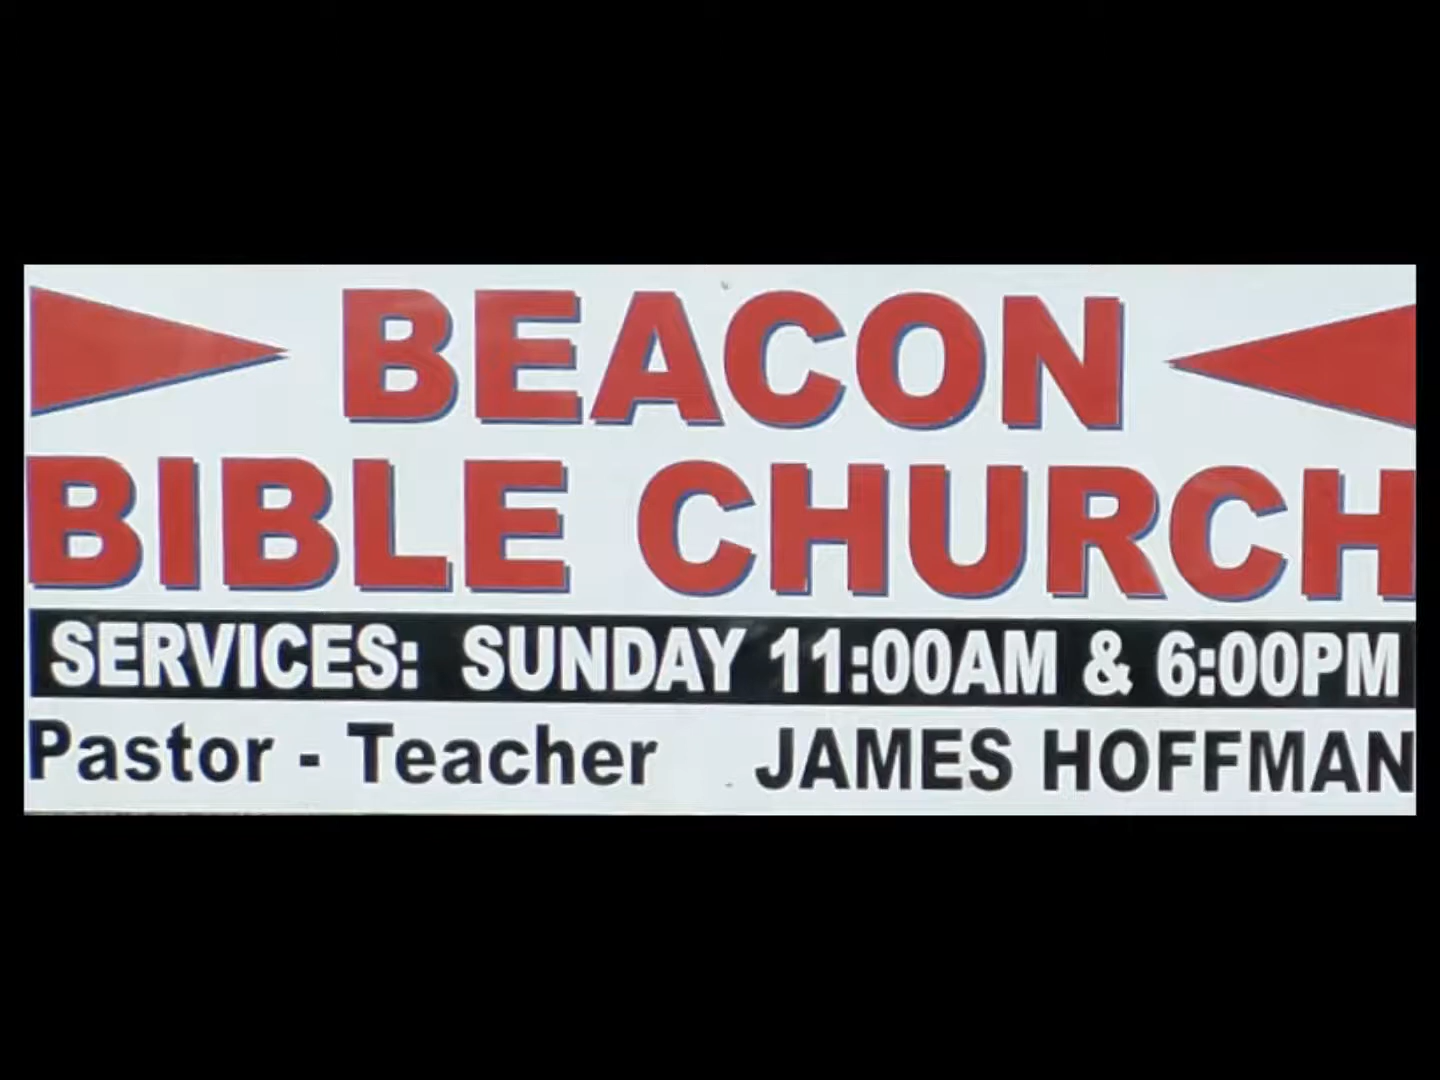 BEACON
BIBLE CHURCH
SERVICES: SUNDAY 11:00AM & 6:00PM
Pastor - Teacher JAMES HOFFMAN